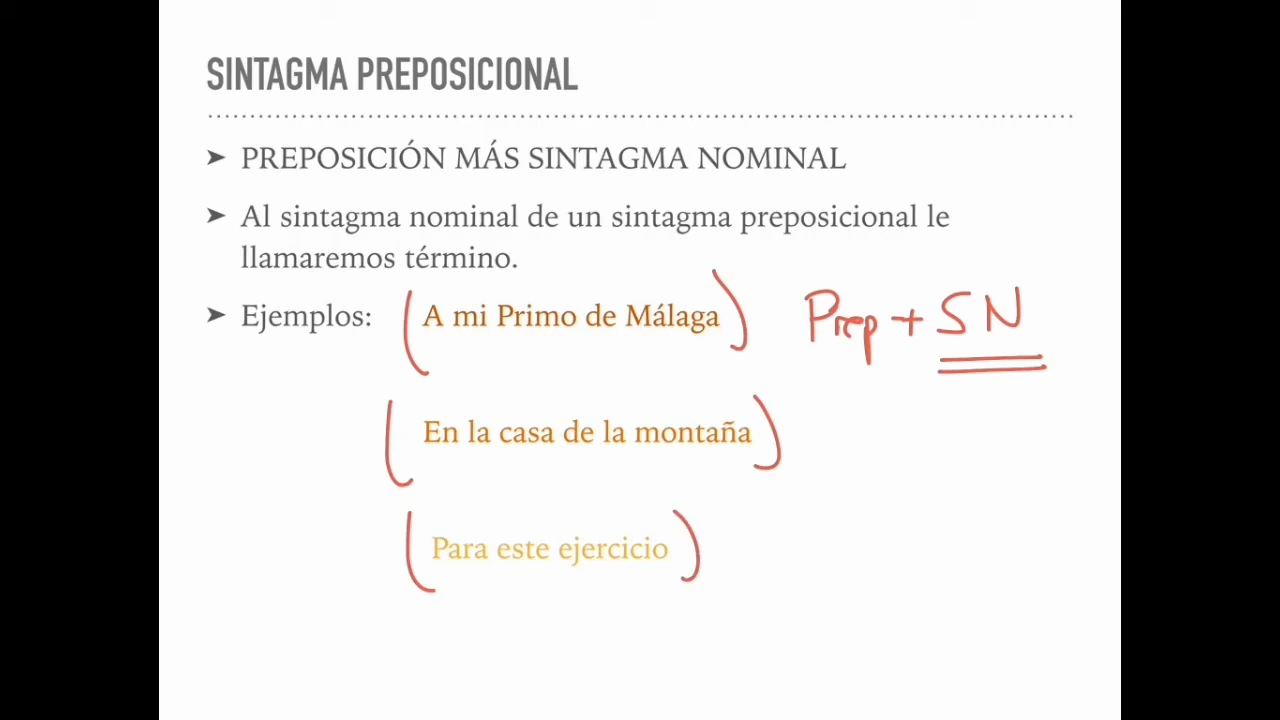 SINTAGMA PREPOSICIONAL
➤ PREPOSICIÓN MÁS SINTAGMA NOMINAL
➤ Al sintagma nominal de un sintagma preposicional le
llamaremos término.
➤ Ejemplos: (A mi Primo de Málaga) Prep + SN
(En la casa de la montaña)
(Para este ejercicio)